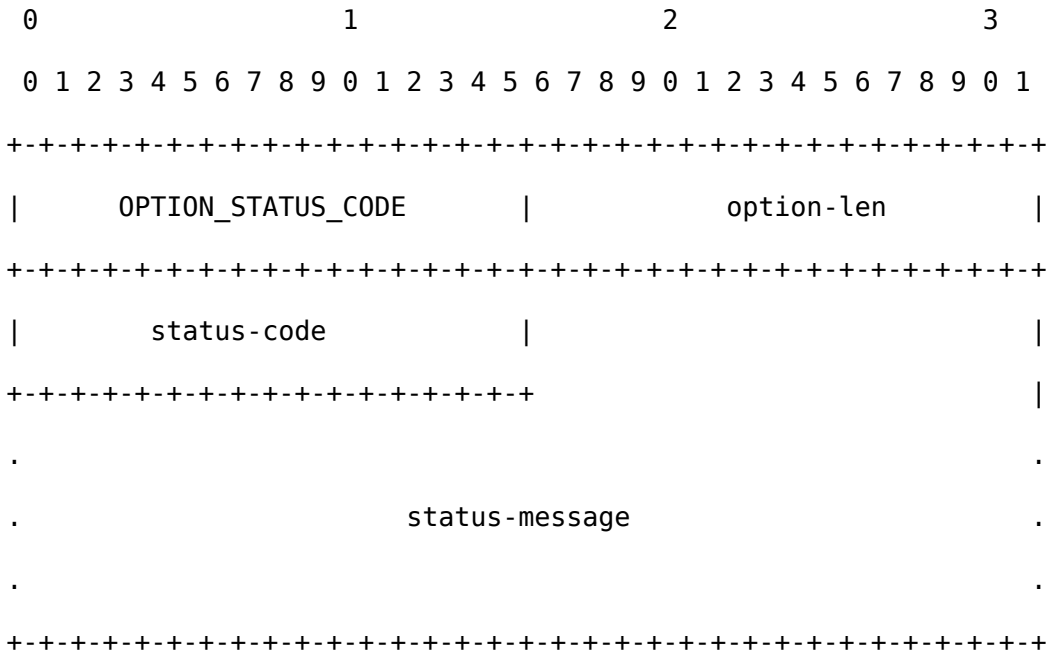 0                   1                   2                   3
 0 1 2 3 4 5 6 7 8 9 0 1 2 3 4 5 6 7 8 9 0 1 2 3 4 5 6 7 8 9 0 1
+-+-+-+-+-+-+-+-+-+-+-+-+-+-+-+-+-+-+-+-+-+-+-+-+-+-+-+-+-+-+-+-+
|      OPTION_STATUS_CODE       |            option-len         |
+-+-+-+-+-+-+-+-+-+-+-+-+-+-+-+-+-+-+-+-+-+-+-+-+-+-+-+-+-+-+-+-+
|        status-code            |                               |
+-+-+-+-+-+-+-+-+-+-+-+-+-+-+-+-+                               |
.                                                               .
.                        status-message                         .
.                                                               .
+-+-+-+-+-+-+-+-+-+-+-+-+-+-+-+-+-+-+-+-+-+-+-+-+-+-+-+-+-+-+-+-+